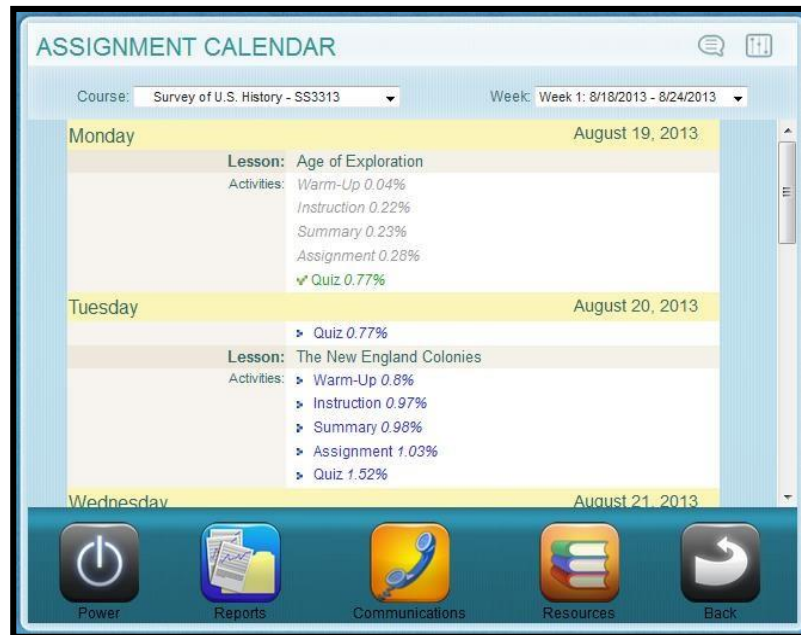 ASSIGNMENT CALENDAR
Course: Survey of U.S. History - SS3313 Week: Week 1: 8/18/2013 - 8/24/2013
Monday August 19, 2013
Lesson: Age of Exploration
Activities: Warm-Up 0.04%
Instruction 0.22%
Summary 0.23%
Assignment 0.28%
Quiz 0.77%
Tuesday August 20, 2013
Quiz 0.77%
Lesson: The New England Colonies
Activities: Warm-Up 0.8%
Instruction 0.97%
Summary 0.98%
Assignment 1.03%
Quiz 1.52%
Wednesday August 21, 2013
Power Reports Communications Resources Back